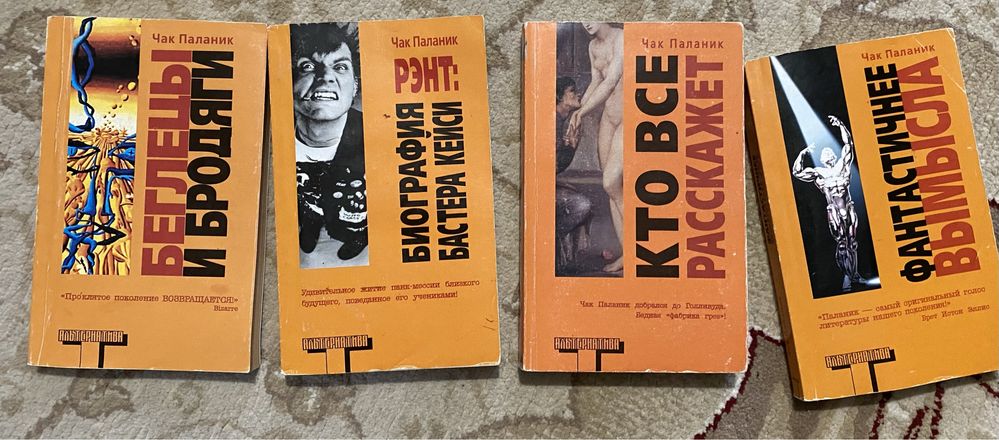 Чак Паланик
БЕГЛЕЦЫ
И БРОДЯГИ
«Проклятое поколение ВОЗВРАЩАЕТСЯ!»
Bizarre
АЛЬТЕРНАТИВА
Чак Паланик
РЭНТ:
БИОГРАФИЯ
БАСТЕРА КЕЙСИ
Удивительное житие панк-мессии близкого
будущего, поведанное его учениками!
АЛЬТЕРНАТИВА
Чак Паланик
КТО ВСЕ
РАССКАЖЕТ
Чак Паланик добрался до Голливуда.
Бедная «фабрика грез»!
АЛЬТЕРНАТИВА
Чак Паланик
ФАНТАСТИЧНЕЕ
ВЫМЫСЛА
«Паланик — самый оригинальный голос
литературы нашего поколения!»
Брет Истон Эллис
АЛЬТЕРНАТИВА